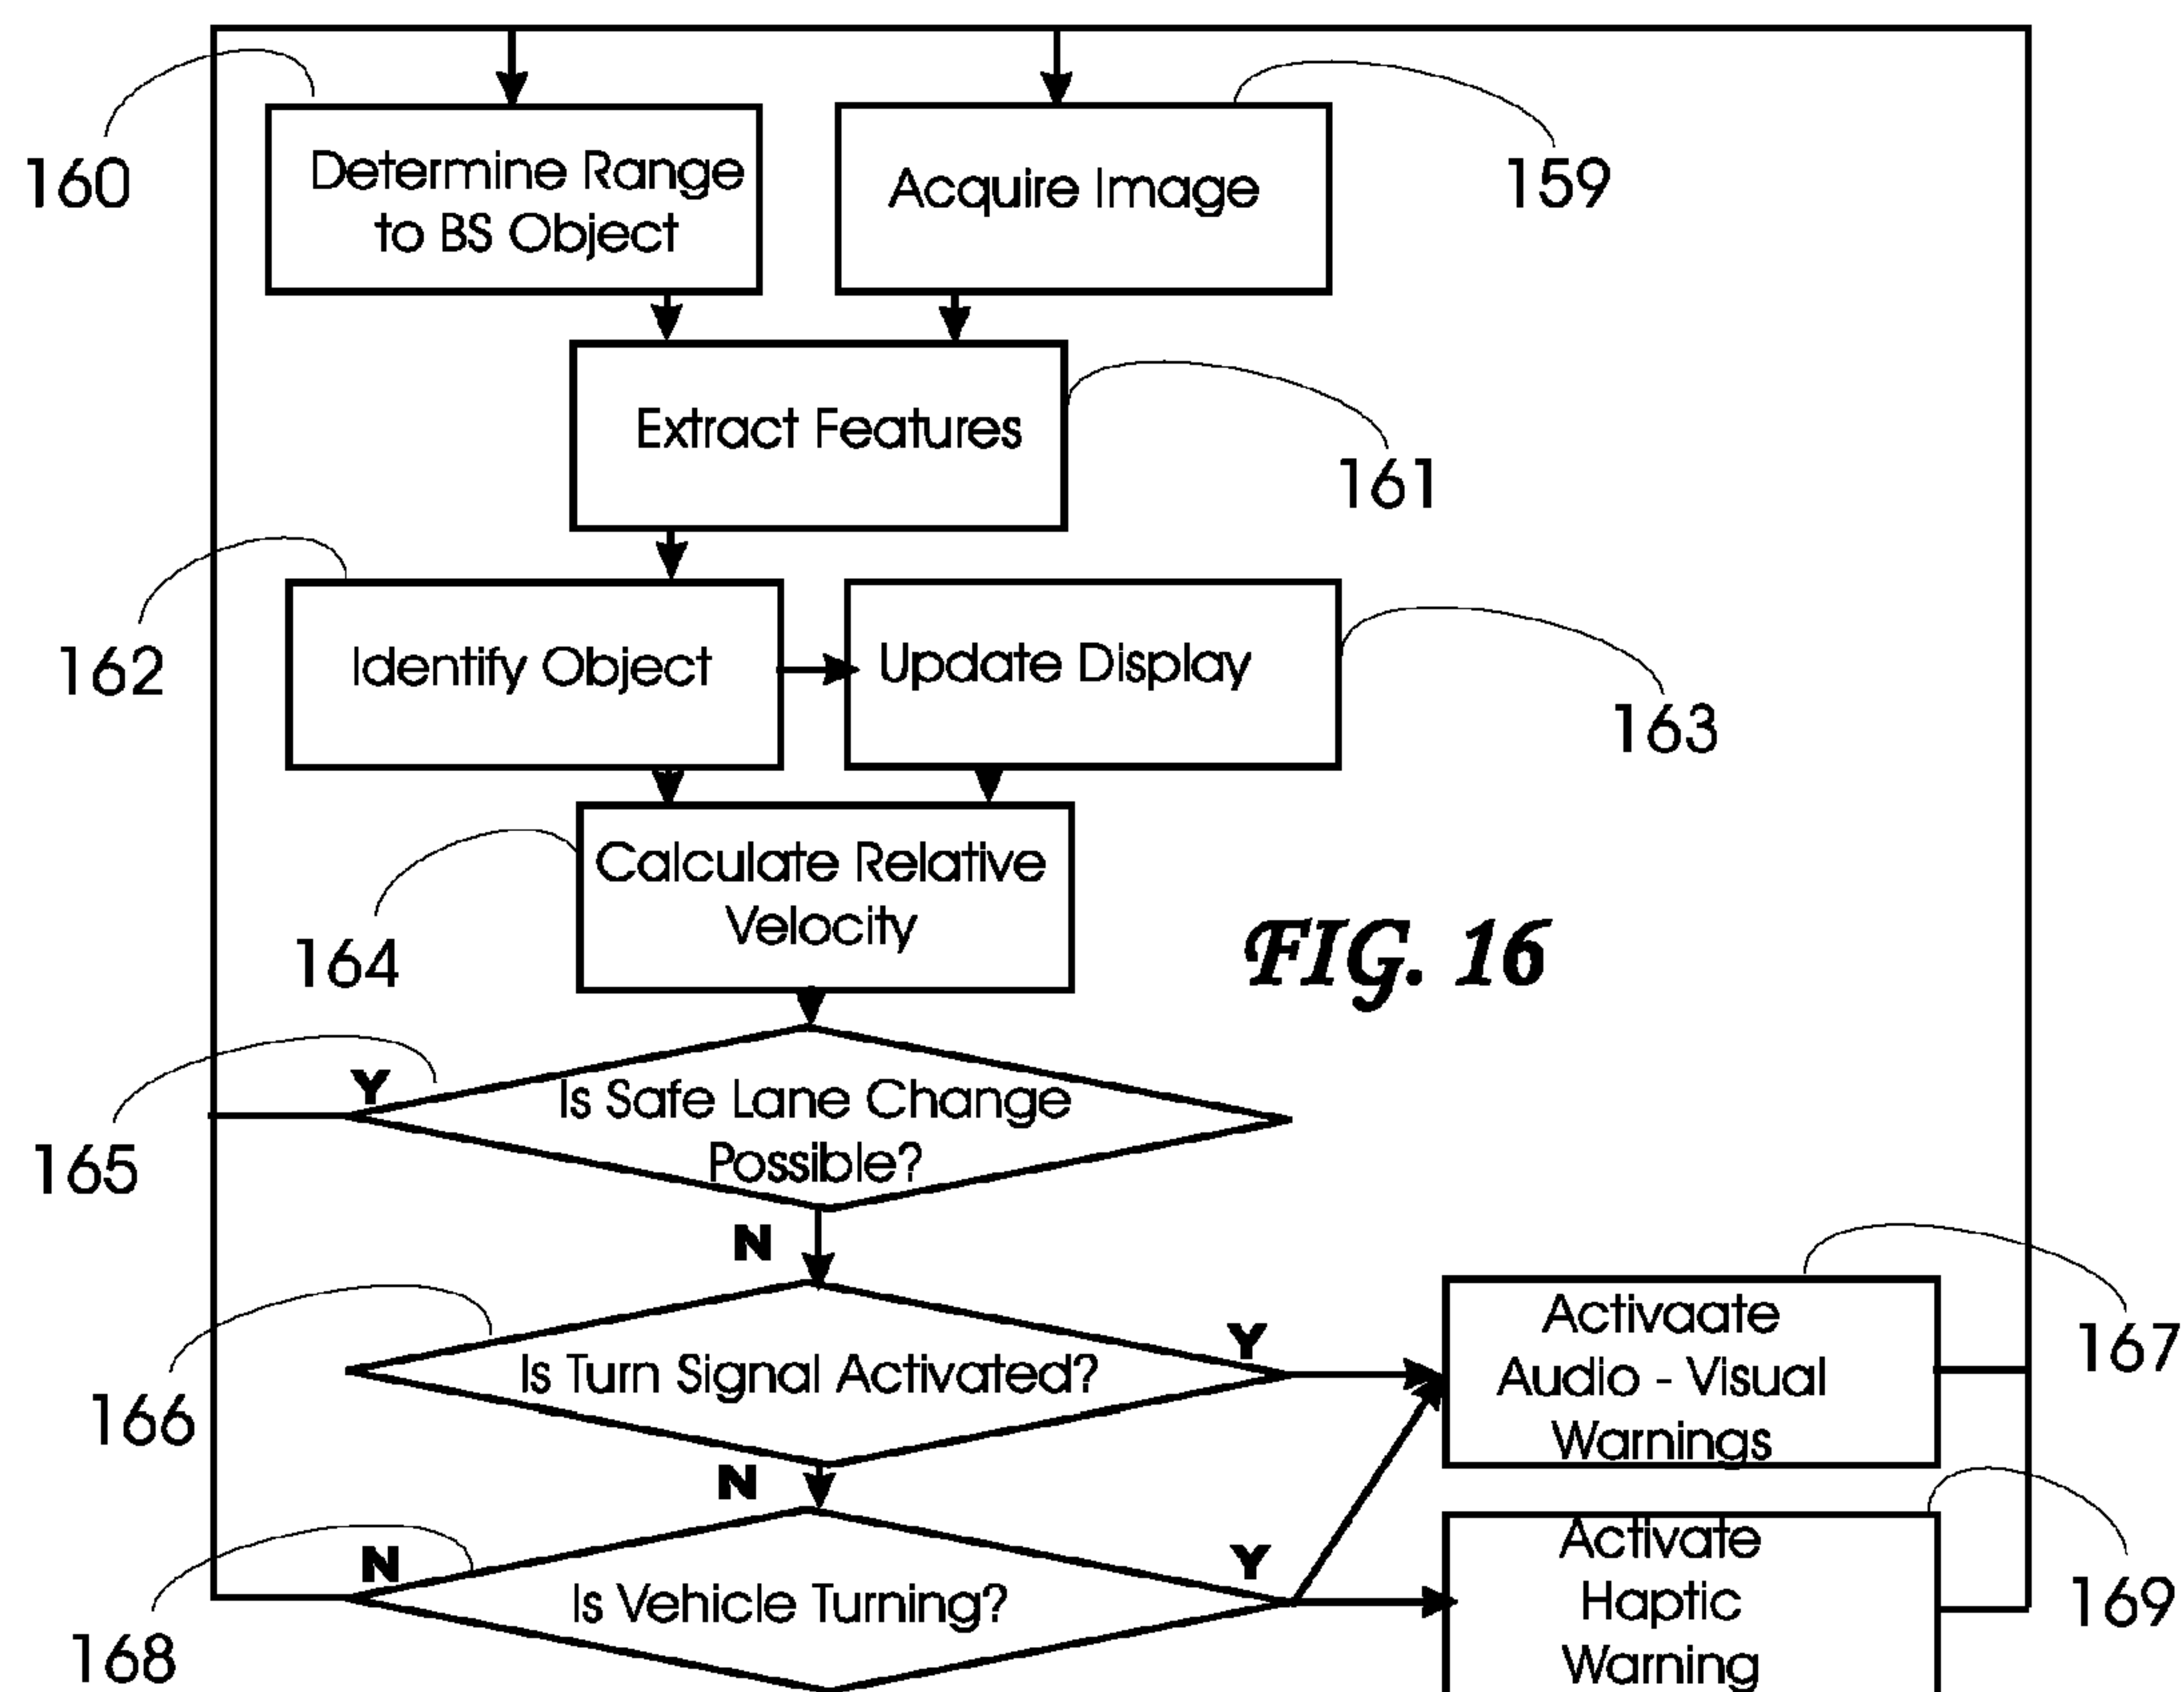 160
Determine Range
to BS Object
Acquire Image
159
Extract Features
161
162
Identify Object
Update Display
163
164
Calculate Relative
Velocity
FIG. 16
165
Y
Is Safe Lane Change
Possible?
N
166
Is Turn Signal Activated?
Y
Activaate
Audio - Visual
Warnings
167
N
168
N
Is Vehicle Turning?
Y
Activate
Haptic
Warning
169